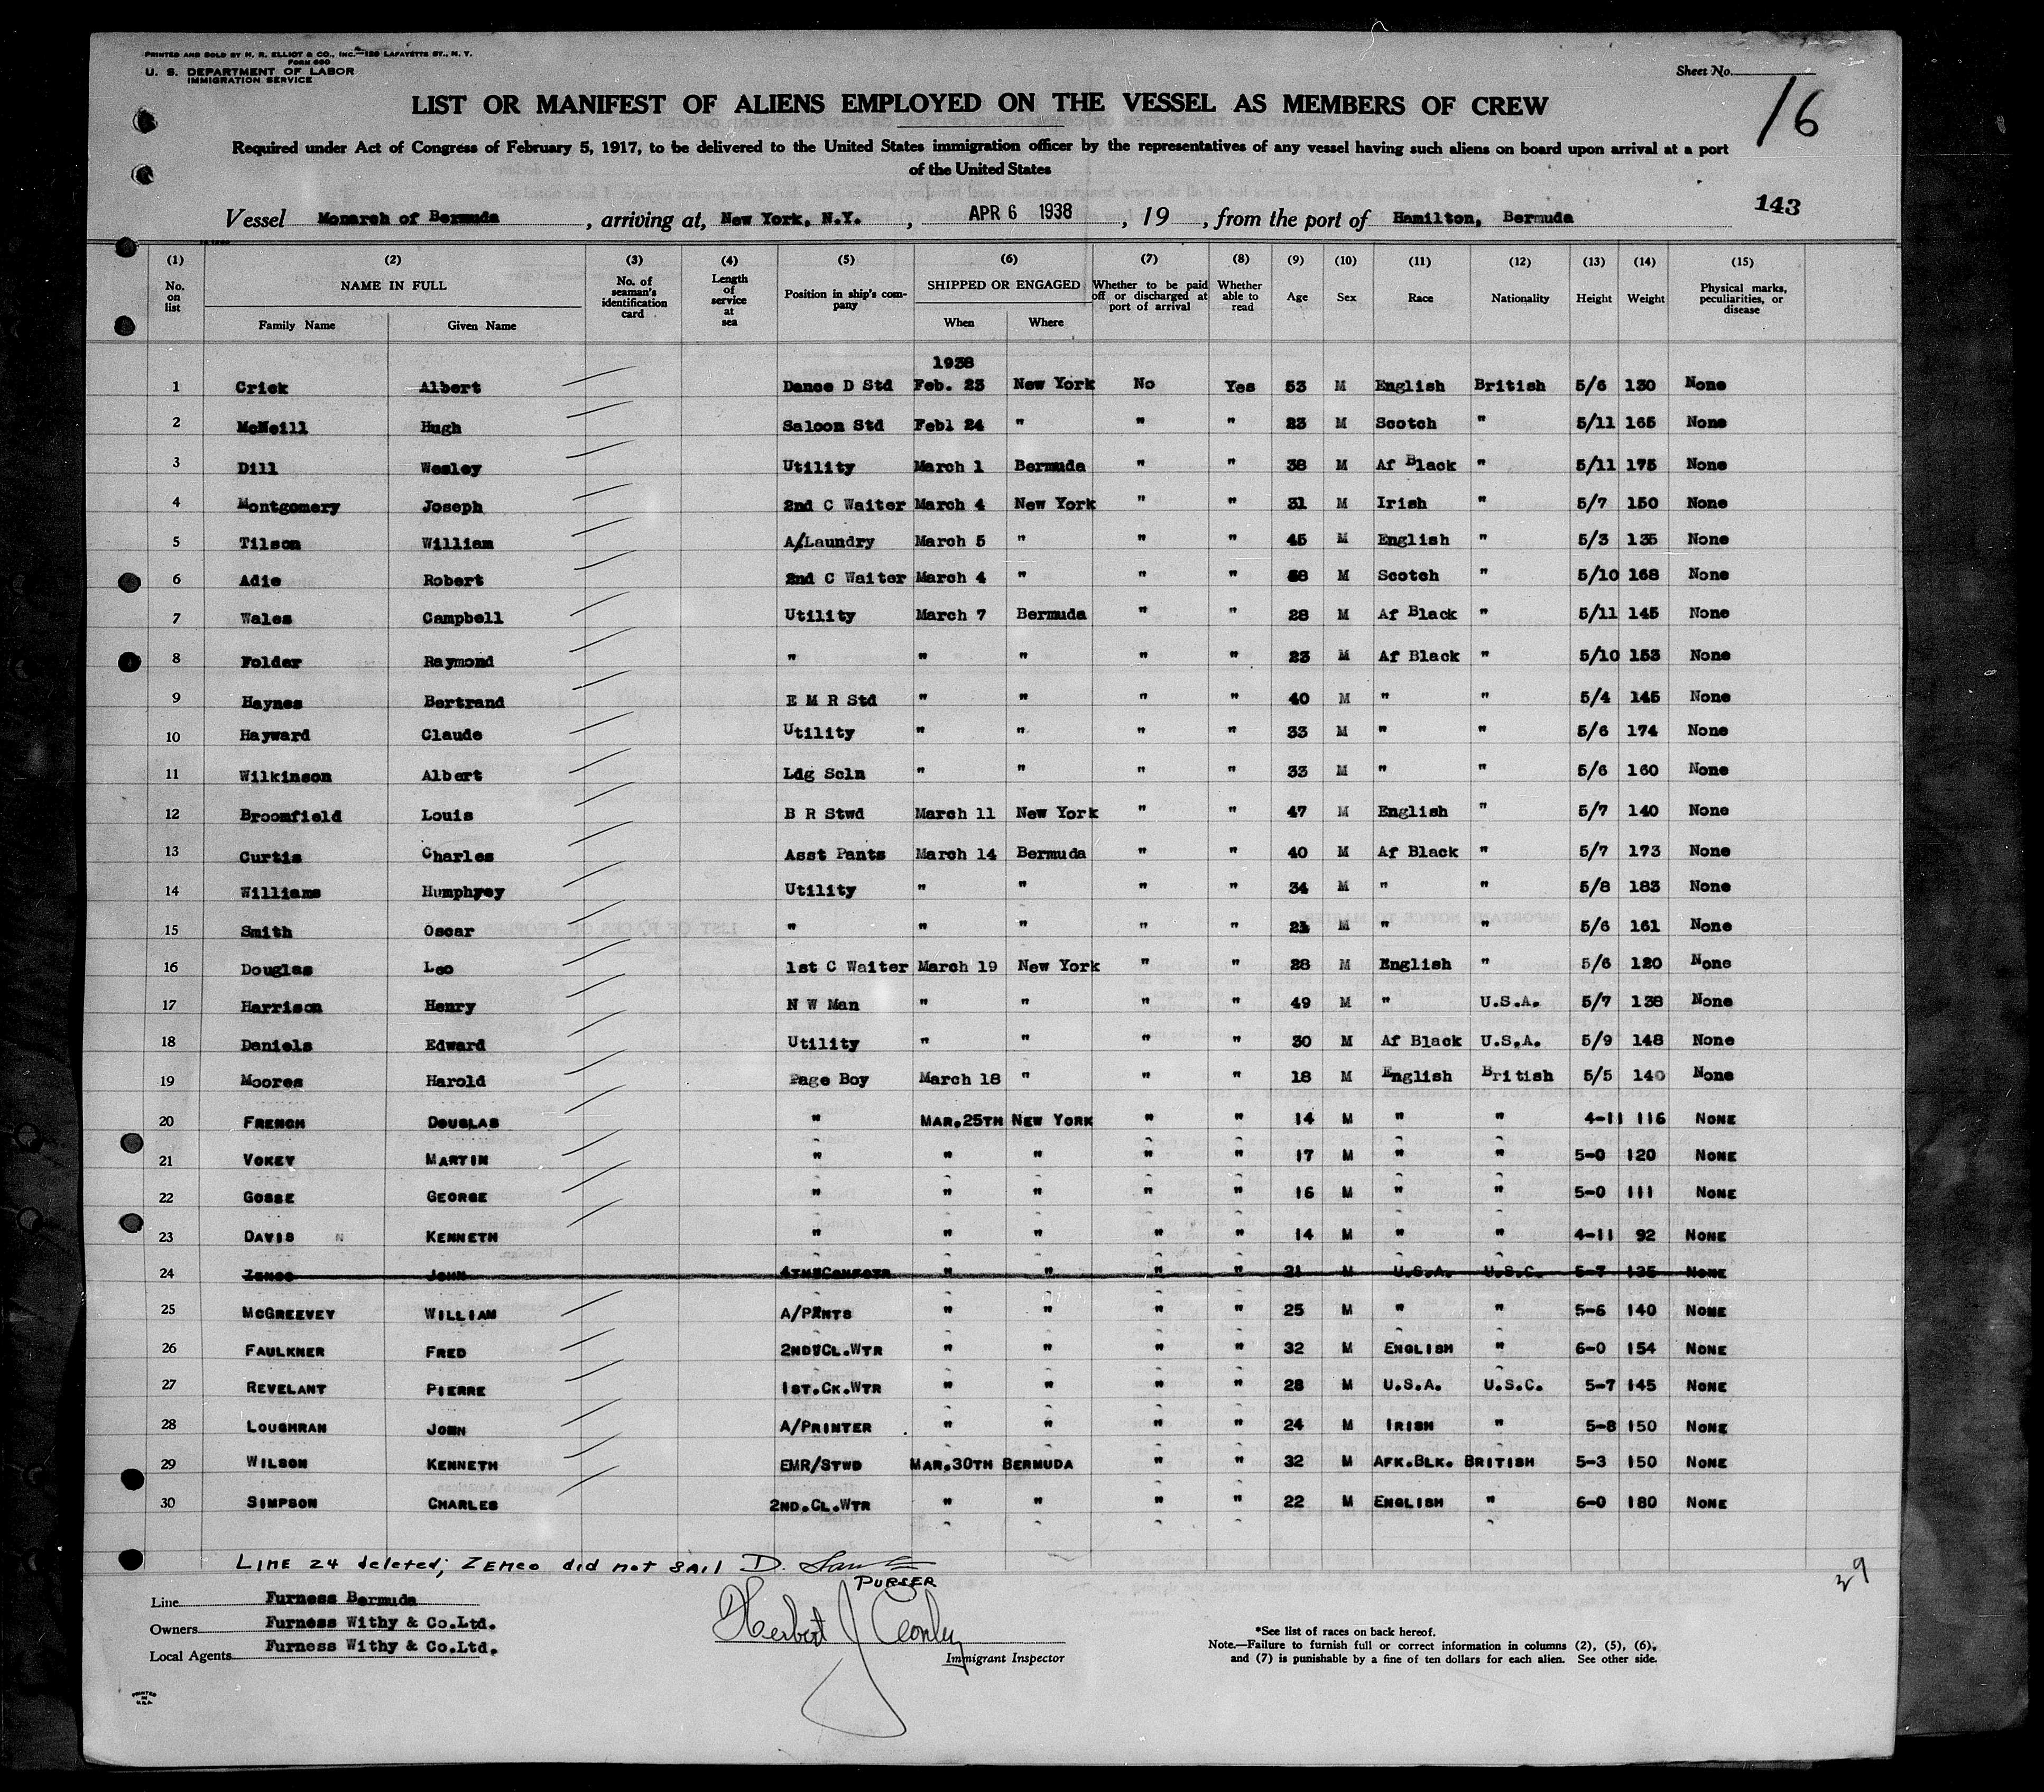 PRINTED AND SOLD BY H. R. ELLIOT & CO., INC.—129 LAFAYETTE ST., N. Y.
FORM 680
U. S. DEPARTMENT OF LABOR
IMMIGRATION SERVICE
Sheet No.
16
LIST OR MANIFEST OF ALIENS EMPLOYED ON THE VESSEL AS MEMBERS OF CREW
Required under Act of Congress of February 5, 1917, to be delivered to the United States immigration officer by the representatives of any vessel having such aliens on board upon arrival at a port
of the United States
143
Vessel Monarch of Bermuda, arriving at, New York, N.Y., APR 6 1938, 19 , from the port of Hamilton, Bermuda
(1) (2) (3) (4) (5) (6) (7) (8) (9) (10) (11) (12) (13) (14) (15)
No. on list NAME IN FULL Family Name Given Name No. of seaman's identification card Length of service at sea Position in ship's company SHIPPED OR ENGAGED When Where Whether to be paid off or discharged at port of arrival Whether able to read Age Sex Race Nationality Height Weight Physical marks, peculiarities, or disease
1938
1 Crick Albert Dance D Std Feb. 23 New York No Yes 53 M English British 5/6 130 None
2 McNeill Hugh Saloon Std Febl 24 " " " 23 M Scotch " 5/11 165 None
3 Dill Wesley Utility March 1 Bermuda " " 38 M Af Black " 5/11 175 None
4 Montgomery Joseph 2nd C Waiter March 4 New York " " 31 M Irish " 5/7 150 None
5 Tilson William A/Laundry March 5 " " " 45 M English " 5/3 135 None
6 Adie Robert 2nd C Waiter March 4 " " " M Scotch " 5/10 168 None
7 Wales Campbell Utility March 7 Bermuda " " 28 M Af Black " 5/11 145 None
8 Folder Raymond " " " " " 23 M Af Black " 5/10 153 None
9 Haynes Bertrand E M R Std " " " " 40 M " " 5/4 145 None
10 Hayward Claude Utility " " " " 33 M " " 5/6 174 None
11 Wilkinson Albert Ldg Scln " " " " 33 M " " 5/6 160 None
12 Broomfield Louis B R Stwd March 11 New York " " 47 M English " 5/7 140 None
13 Curtis Charles Asst Pants March 14 Bermuda " " 40 M Af Black " 5/7 173 None
14 Williams Humphyey Utility " " " " 34 M " " 5/8 183 None
15 Smith Oscar " " " " " M " " 5/6 161 None
16 Douglas Leo 1st C Waiter March 19 New York " " 28 M English " 5/6 120 None
17 Harrison Henry N W Man " " " " 49 M " U.S.A. 5/7 138 None
18 Daniels Edward Utility " " " " 30 M Af Black U.S.A. 5/9 148 None
19 Moores Harold Page Boy March 18 " " " 18 M English British 5/5 140 None
20 FRENCH DOUGLAS " MAR.25TH NEW YORK " " 14 M " " 4-11 116 NONE
21 VOKEY MARTIN " " " " " 17 M " " 5-0 120 NONE
22 GOSSE GEORGE " " " " " 16 M " " 5-0 111 NONE
23 DAVIS N KENNETH " " " " " 14 M " " 4-11 92 NONE
24 ZENCO JOHN " " " " 21 M U.S.A. U.S.C. 5-7 135 NONE
25 MCGREEVEY WILLIAM A/PANTS " " " " 25 M " " 5-6 140 NONE
26 FAULKNER FRED 2ND.CL.WTR " " " " 32 M ENGLISH " 6-0 154 NONE
27 REVELANT PIERRE 1ST.CK.WTR " " " " 28 M U.S.A. U.S.C. 5-7 145 NONE
28 LOUGHRAN JOHN A/PRINTER " " " " 24 M IRISH " 5-8 150 NONE
29 WILSON KENNETH EMR/STWD MAR.30TH BERMUDA " " 32 M AFK.BLK. BRITISH 5-3 150 NONE
30 SIMPSON CHARLES 2ND.CL.WTR " " " " 22 M ENGLISH " 6-0 180 NONE
LINE 24 deleted; ZENCO did not SAIL D.
PURSER
39
Line Furness Bermuda
Owners Furness Withy & Co.Ltd.
Local Agents Furness Withy & Co.Ltd.
Herbert J Conley
Immigrant Inspector
*See list of races on back hereof.
Note.—Failure to furnish full or correct information in columns (2), (5), (6),
and (7) is punishable by a fine of ten dollars for each alien. See other side.
PRINTED
IN
U.S.A.